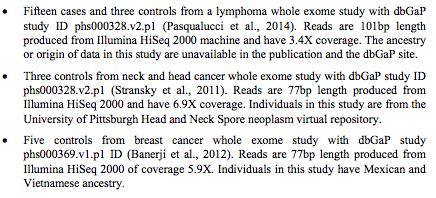 • Fifteen cases and three controls from a lymphoma whole exome study with dbGaP
study ID phs000328.v2.p1 (Pasqualucci et al., 2014). Reads are 101bp length
produced from Illumina HiSeq 2000 machine and have 3.4X coverage. The ancestry
or origin of data in this study are unavailable in the publication and the dbGaP site.
• Three controls from neck and head cancer whole exome study with dbGaP study ID
phs000328.v2.p1 (Stransky et al., 2011). Reads are 77bp length produced from
Illumina HiSeq 2000 and have 6.9X coverage. Individuals in this study are from the
University of Pittsburgh Head and Neck Spore neoplasm virtual repository.
• Five controls from breast cancer whole exome study with dbGaP study
phs000369.v1.p1 ID (Banerji et al., 2012). Reads are 77bp length produced from
Illumina HiSeq 2000 of coverage 5.9X. Individuals in this study have Mexican and
Vietnamese ancestry.